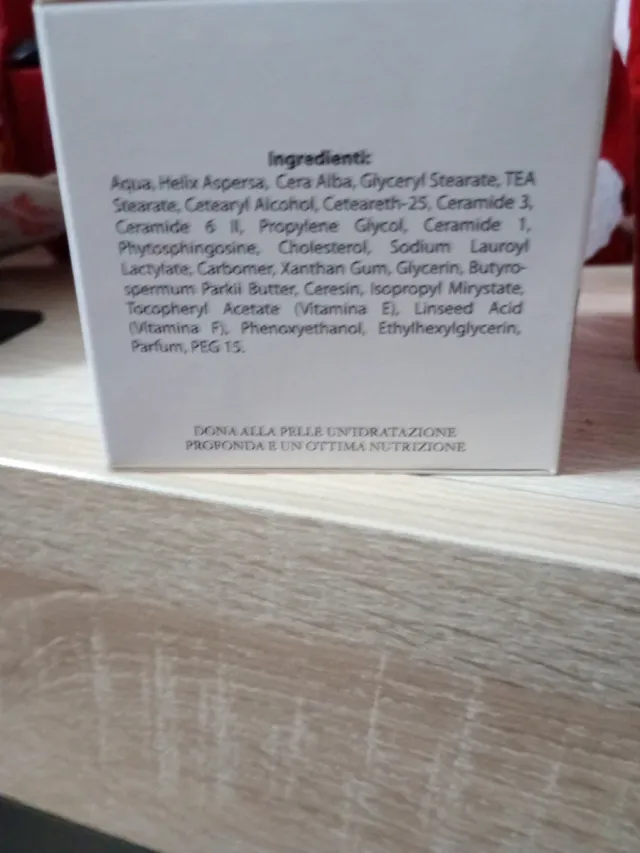 Ingredienti:
Aqua, Helix Aspersa, Cera Alba, Glyceryl Stearate, TEA
Stearate, Cetearyl Alcohol, Ceteareth-25, Ceramide 3,
Ceramide 6 II, Propylene Glycol, Ceramide 1,
Phytosphingosine, Cholesterol, Sodium Lauroyl
Lactylate, Carbomer, Xanthan Gum, Glycerin, Butyro-
spermum Parkii Butter, Ceresin, Isopropyl Mirystate,
Tocopheryl Acetate (Vitamina E), Linseed Acid
(Vitamina F), Phenoxyethanol, Ethylhexylglycerin,
Parfum, PEG 15.
DONA ALLA PELLE UN'IDRATAZIONE
PROFONDA E UN'OTTIMA NUTRIZIONE